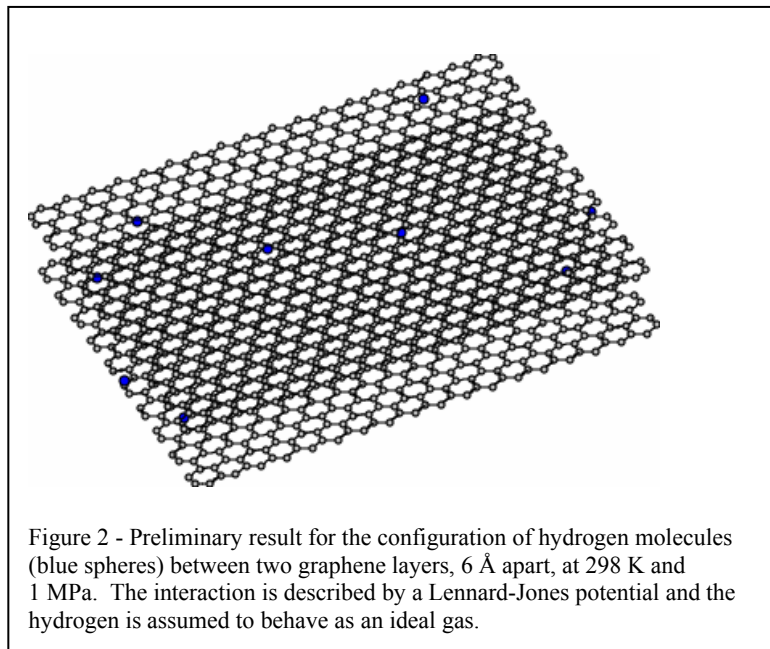 Figure 2 - Preliminary result for the configuration of hydrogen molecules
(blue spheres) between two graphene layers, 6 Å apart, at 298 K and
1 MPa.  The interaction is described by a Lennard-Jones potential and the
hydrogen is assumed to behave as an ideal gas.